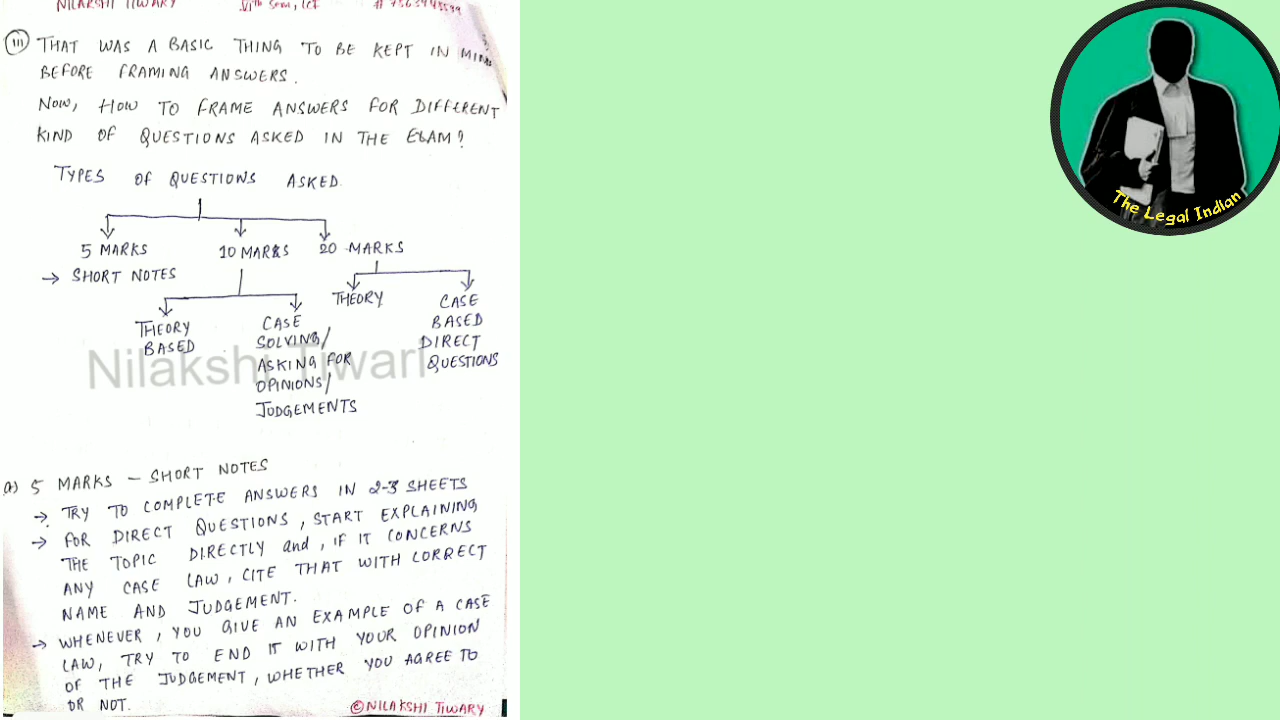 NILAKSHI TIWARY VIth Sem, LCT
III THAT WAS A BASIC THING TO BE KEPT IN MIND
BEFORE FRAMING ANSWERS.
NOW, HOW TO FRAME ANSWERS FOR DIFFERENT
KIND OF QUESTIONS ASKED IN THE EXAM?
TYPES OF QUESTIONS ASKED.
5 MARKS 10 MARKS 20 MARKS
→ SHORT NOTES
THEORY BASED
CASE SOLVING/
ASKING FOR
OPINIONS/
JUDGEMENTS
THEORY
CASE
BASED
DIRECT
QUESTIONS
Nilakshi Tiwari
a) 5 MARKS – SHORT NOTES
→ TRY TO COMPLETE ANSWERS IN 2-3 SHEETS
→ FOR DIRECT QUESTIONS, START EXPLAINING
THE TOPIC DIRECTLY and, IF IT CONCERNS
ANY CASE LAW, CITE THAT WITH CORRECT
NAME AND JUDGEMENT.
→ WHENEVER, YOU GIVE AN EXAMPLE OF A CASE
LAW, TRY TO END IT WITH YOUR OPINION
OF THE JUDGEMENT, WHETHER YOU AGREE TO
OR NOT.
©NILAKSHI TIWARY
The Legal Indian